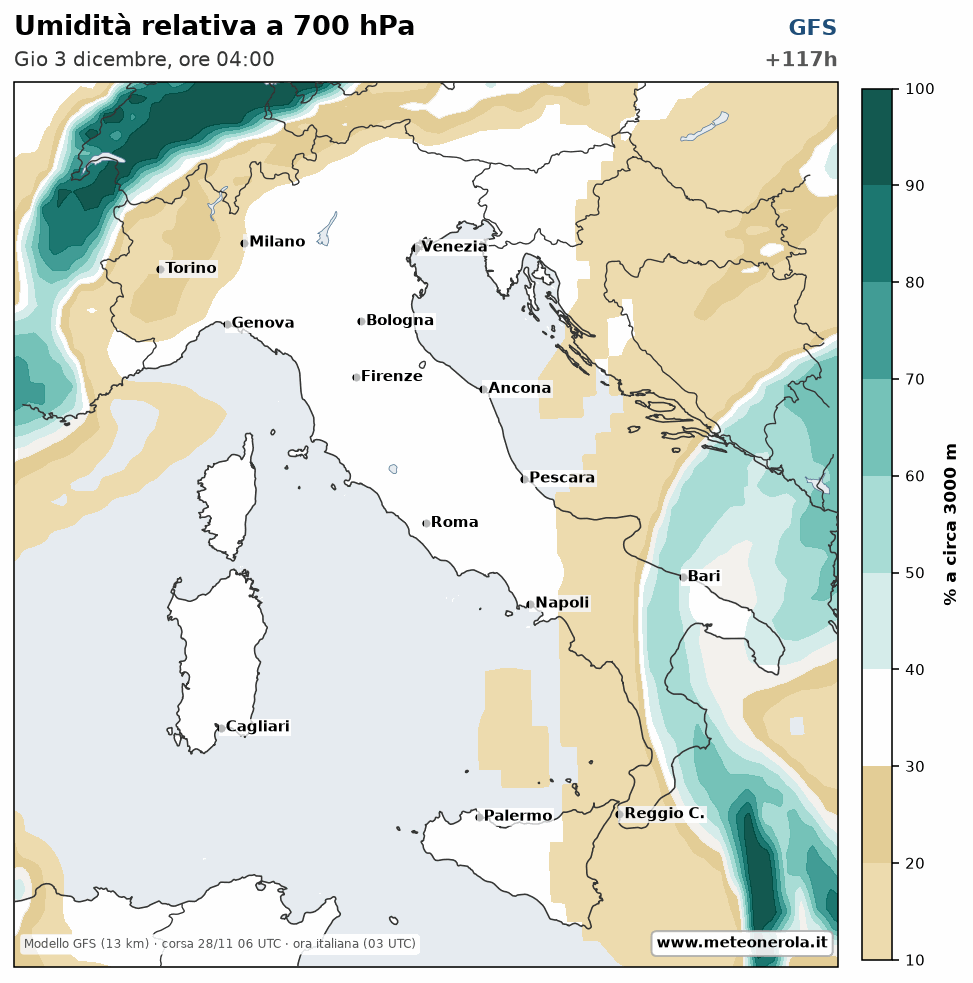 Umidità relativa a 700 hPa
GFS
Gio 3 dicembre, ore 04:00
+117h
Milano
Venezia
Torino
Genova
Bologna
Firenze
Ancona
Pescara
Roma
Bari
Napoli
Cagliari
Palermo
Reggio C.
100
90
80
70
60
50
40
30
20
10
% a circa 3000 m
Modello GFS (13 km) · corsa 28/11 06 UTC · ora italiana (03 UTC)
www.meteonerola.it